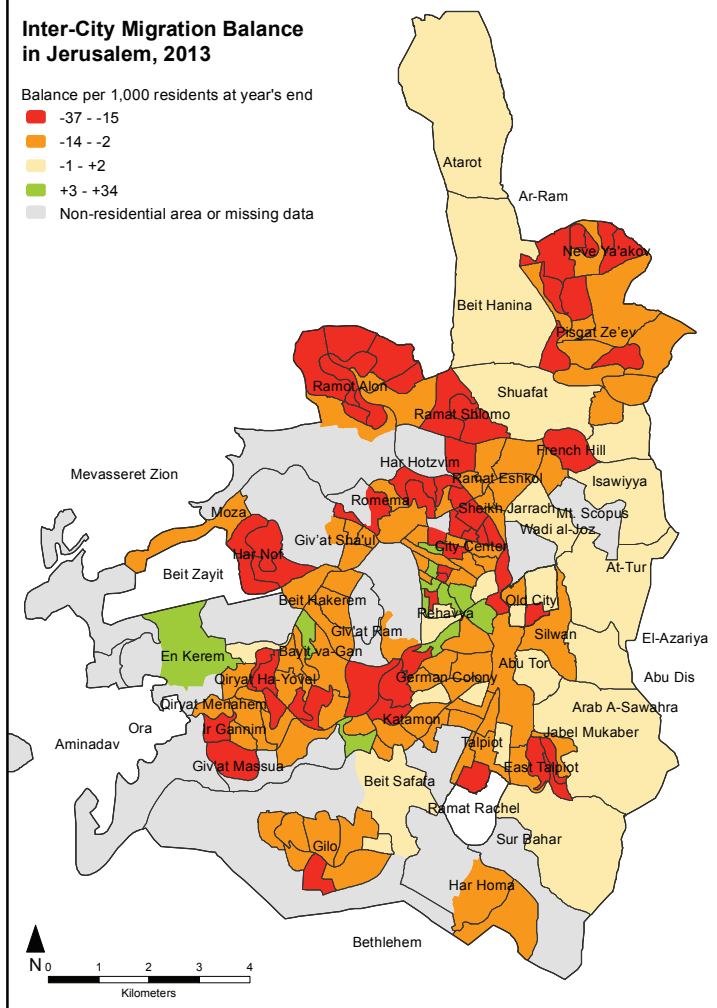 Inter-City Migration Balance
in Jerusalem, 2013
Balance per 1,000 residents at year's end
-37 - -15
-14 - -2
-1 - +2
+3 - +34
Non-residential area or missing data
Atarot
Ar-Ram
Neve Ya'akov
Beit Hanina
Pisgat Ze'ev
Ramot Alon
Shuafat
Ramat Shlomo
French Hill
Har Hotzvim
Mevasseret Zion
Ramat Eshkol
Isawiyya
Romema
Moza
Sheikh Jarrach
Mt. Scopus
Wadi al-Joz
Giv'at Sha'ul
City Center
Har Nof
Beit Zayit
At-Tur
Beit Hakerem
Old City
Rehavya
Giv'at Ram
Silwan
El-Azariya
Bayit va-Gan
En Kerem
Abu Tor
Abu Dis
Qiryat Ha-Yovel
German Colony
Qiryat Menahem
Arab A-Sawahra
Katamon
Ora
Ir Gannim
Jabel Mukaber
Aminadav
Talpiot
Giv'at Massua
East Talpiot
Beit Safafa
Ramat Rachel
Sur Bahar
Gilo
Har Homa
Bethlehem
N
0 1 2 3 4
Kilometers